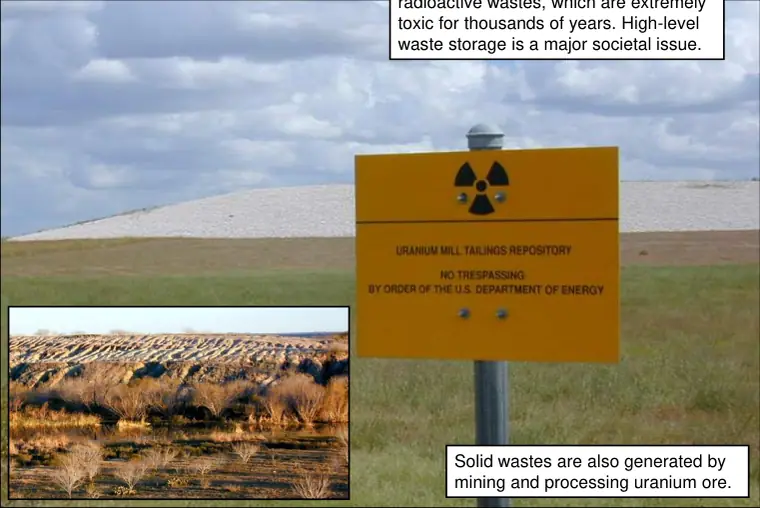 radioactive wastes, which are extremely
toxic for thousands of years. High-level
waste storage is a major societal issue.
URANIUM MILL TAILINGS REPOSITORY
NO TRESPASSING
BY ORDER OF THE U.S. DEPARTMENT OF ENERGY
Solid wastes are also generated by
mining and processing uranium ore.